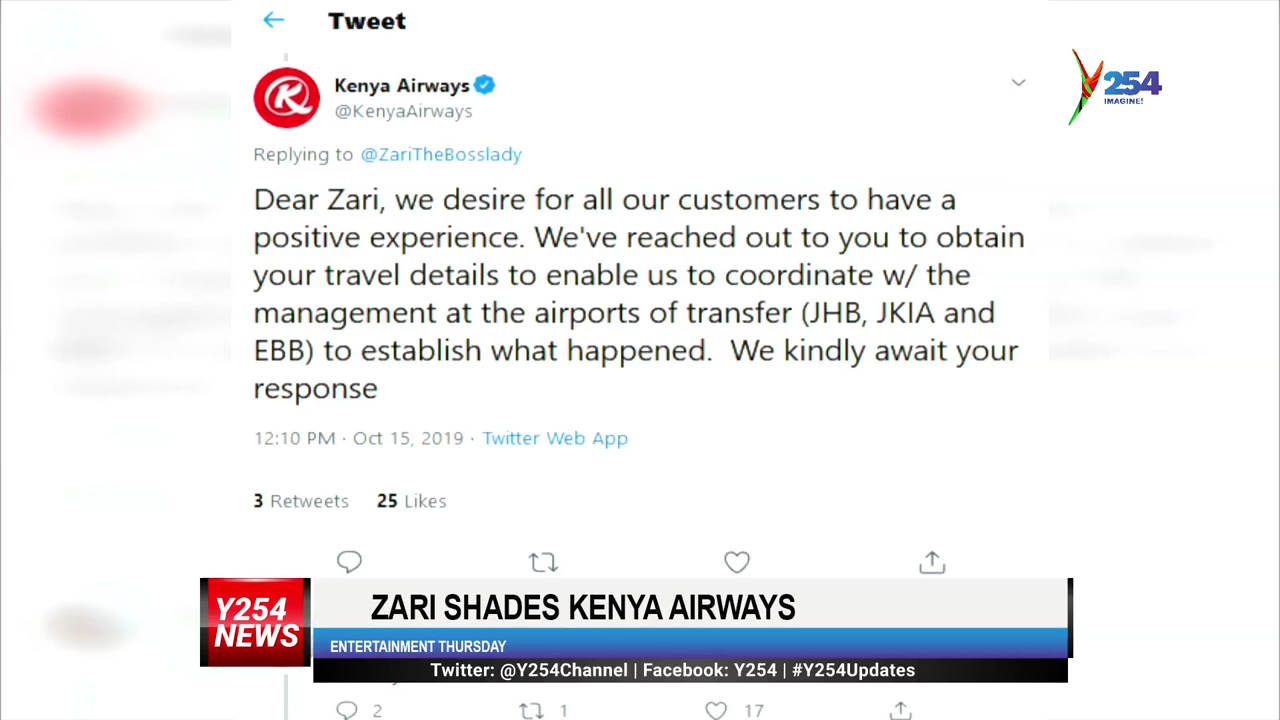 Tweet
Kenya Airways
@KenyaAirways
Y254
IMAGINE!
Replying to @ZariTheBosslady
Dear Zari, we desire for all our customers to have a
positive experience. We've reached out to you to obtain
your travel details to enable us to coordinate w/ the
management at the airports of transfer (JHB, JKIA and
EBB) to establish what happened.  We kindly await your
response
12:10 PM · Oct 15, 2019 · Twitter Web App
3 Retweets 25 Likes
Y254
NEWS
ZARI SHADES KENYA AIRWAYS
ENTERTAINMENT THURSDAY
Twitter: @Y254Channel | Facebook: Y254 | #Y254Updates
2 1 17